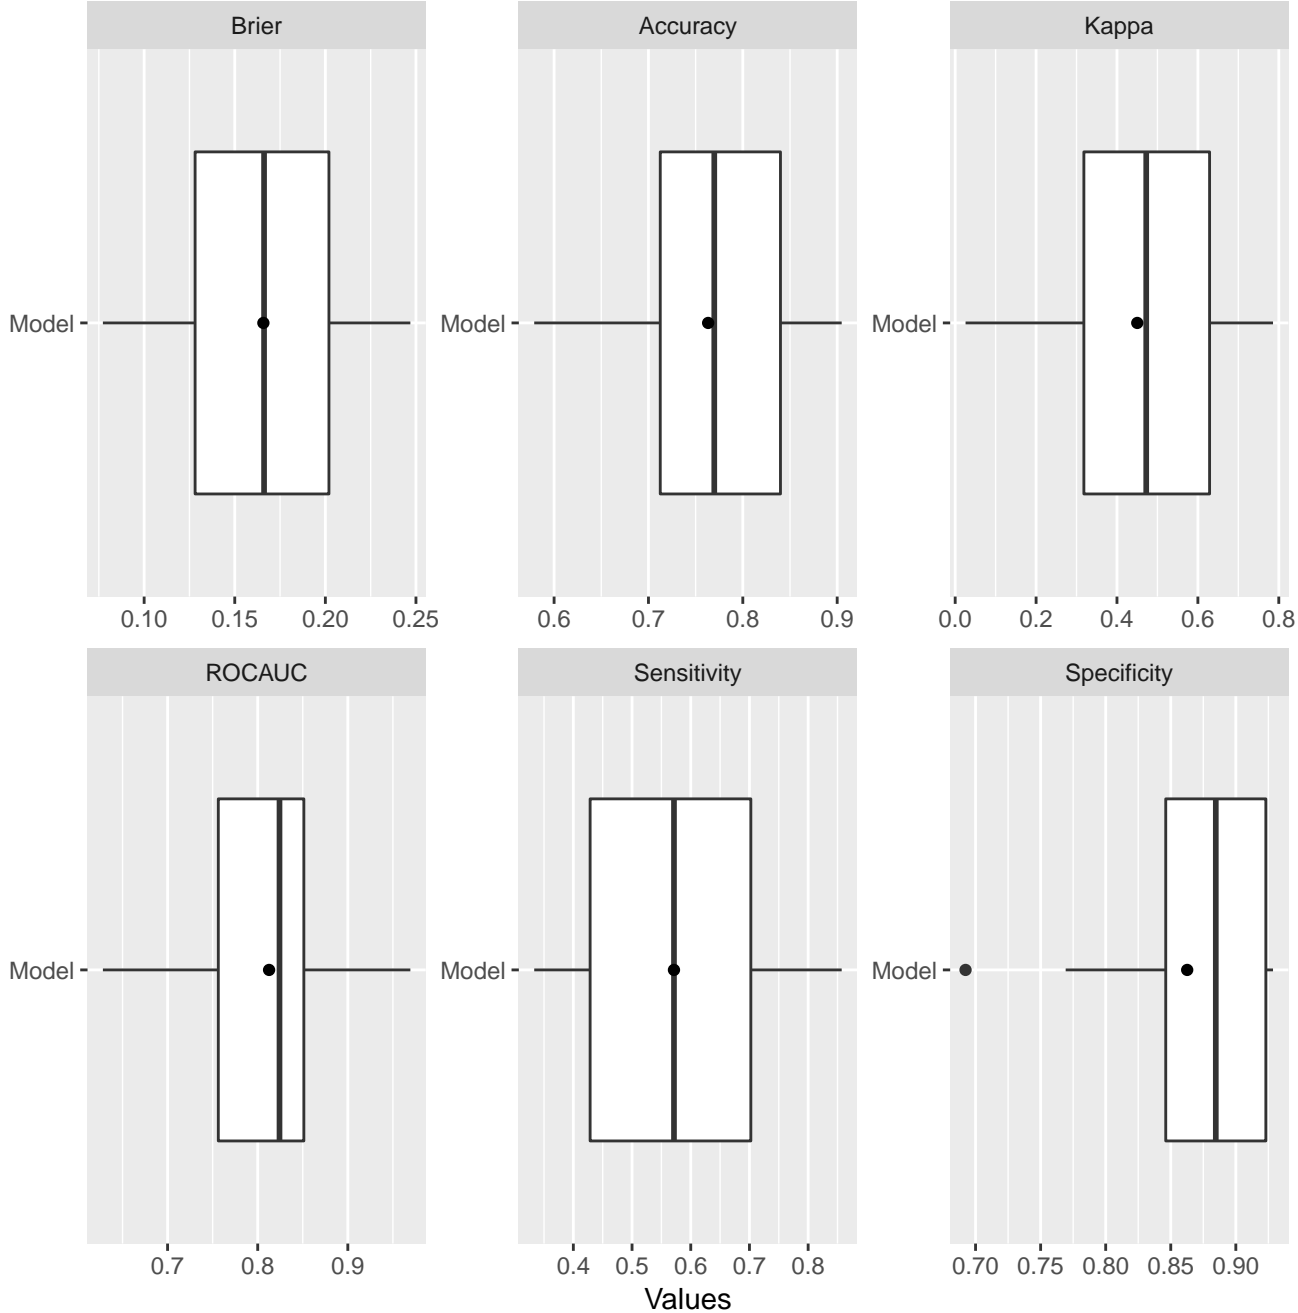 Brier Accuracy Kappa
Model Model Model
0.10 0.15 0.20 0.25 0.6 0.7 0.8 0.9 0.0 0.2 0.4 0.6 0.8
ROCAUC Sensitivity Specificity
Model Model Model
0.7 0.8 0.9 0.4 0.5 0.6 0.7 0.8 0.70 0.75 0.80 0.85 0.90
Values